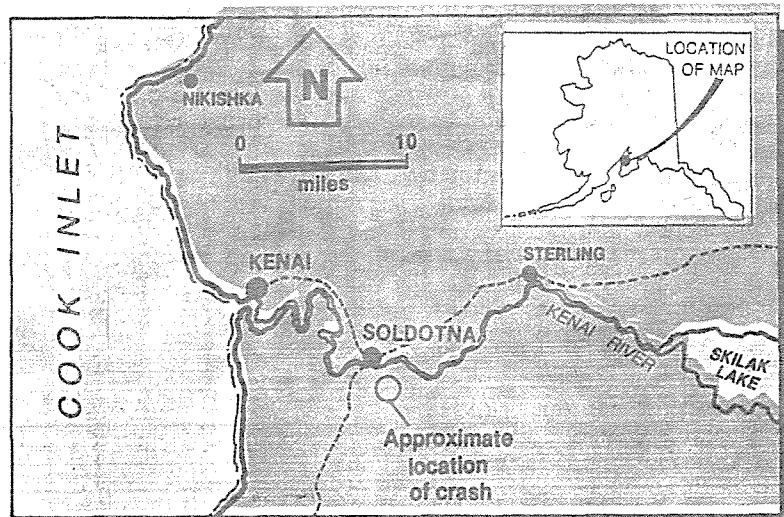 COOK INLET
NIKISHKA
N
0 10
miles
LOCATION
OF MAP
KENAI
STERLING
SOLDOTNA
KENAI RIVER
SKILAK
LAKE
Approximate
location
of crash